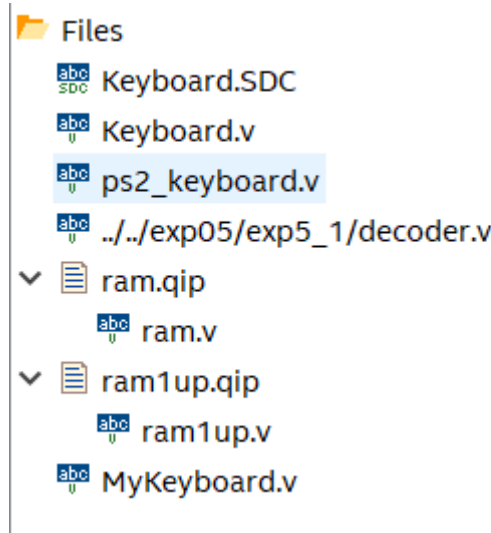 Files
abc SDC Keyboard.SDC
abc Keyboard.v
abc ps2_keyboard.v
abc ../../exp05/exp5_1/decoder.v
ram.qip
abc ram.v
ram1up.qip
abc ram1up.v
abc MyKeyboard.v